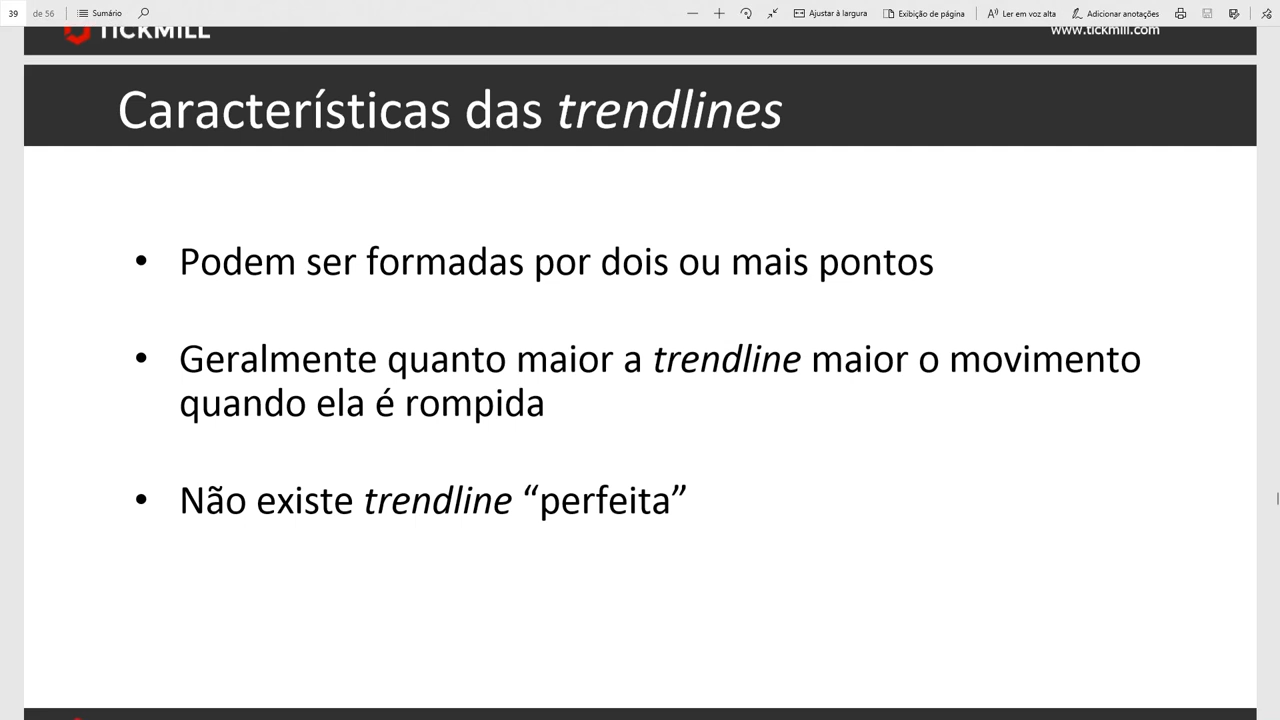 39 de 56 Sumário Ajustar à largura Exibição de página Ler em voz alta Adicionar anotações
TICKMILL www.tickmill.com
Características das trendlines
• Podem ser formadas por dois ou mais pontos
• Geralmente quanto maior a trendline maior o movimento
quando ela é rompida
• Não existe trendline “perfeita”